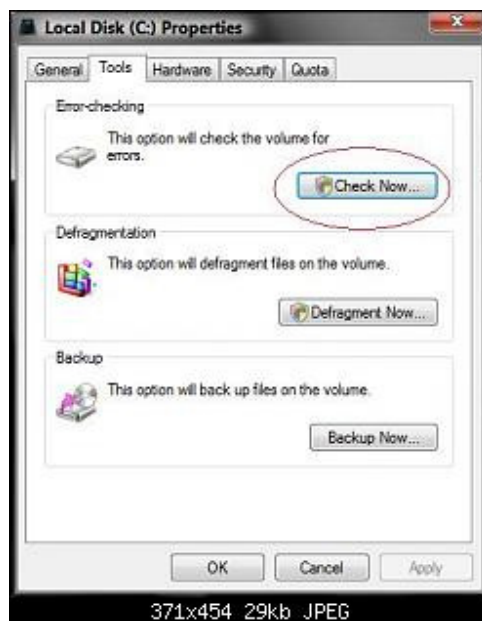 Local Disk (C:) Properties
General Tools Hardware Security Quota
Error-checking
This option will check the volume for
errors.
Check Now...
Defragmentation
This option will defragment files on the volume.
Defragment Now...
Backup
This option will back up files on the volume.
Backup Now...
OK Cancel Apply
371x454 29kb JPEG